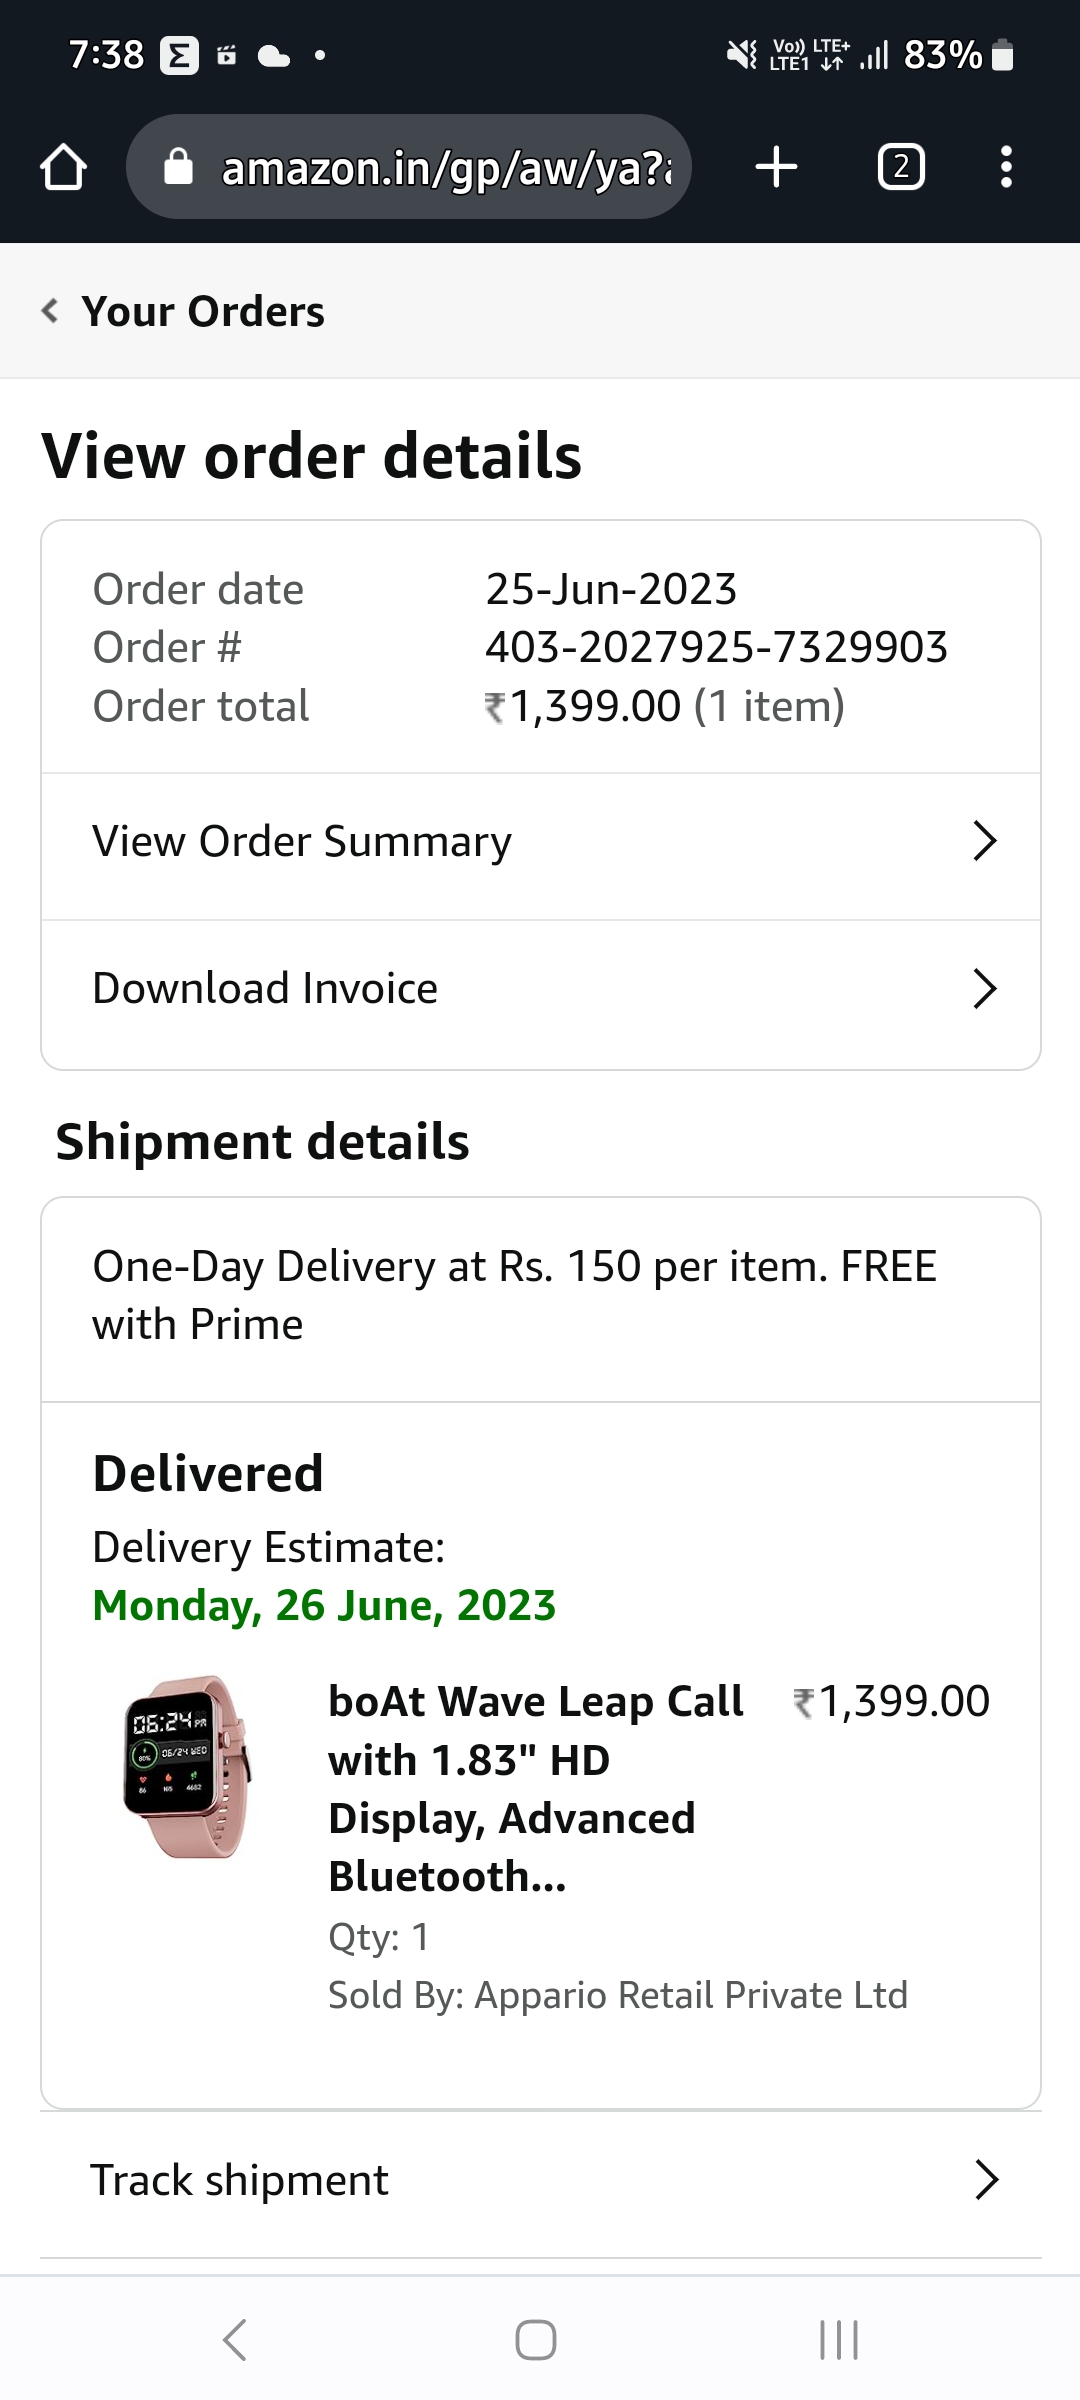 7:38
Vo)) LTE+
LTE1
83%
amazon.in/gp/aw/ya?
2
Your Orders
View order details
Order date 25-Jun-2023
Order # 403-2027925-7329903
Order total ₹1,399.00 (1 item)
View Order Summary
Download Invoice
Shipment details
One-Day Delivery at Rs. 150 per item. FREE
with Prime
Delivered
Delivery Estimate:
Monday, 26 June, 2023
06:24 PM
80% 06/24 WED
86 165 4682
boAt Wave Leap Call ₹1,399.00
with 1.83" HD
Display, Advanced
Bluetooth...
Qty: 1
Sold By: Appario Retail Private Ltd
Track shipment